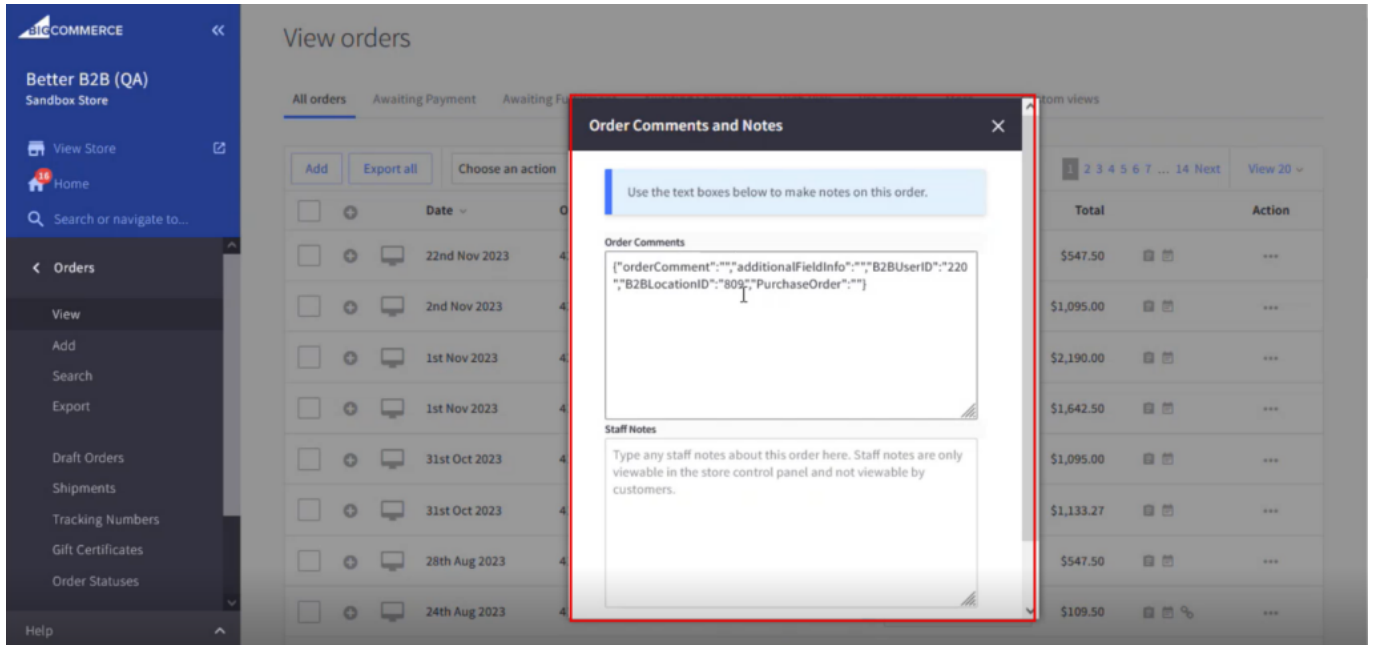 BIGCOMMERCE
Better B2B (QA)
Sandbox Store
View Store
16
Home
Search or navigate to...
Orders
View
Add
Search
Export
Draft Orders
Shipments
Tracking Numbers
Gift Certificates
Order Statuses
Help
View orders
All orders Awaiting Payment Awaiting
tom views
Add Export all Choose an action
1 2 3 4 5 6 7 ... 14 Next View 20
Date Total Action
22nd Nov 2023 $547.50 ...
2nd Nov 2023 $1,095.00 ...
1st Nov 2023 $2,190.00 ...
1st Nov 2023 $1,642.50 ...
31st Oct 2023 $1,095.00 ...
31st Oct 2023 $1,133.27 ...
28th Aug 2023 $547.50 ...
24th Aug 2023 $109.50 ...
Order Comments and Notes
Use the text boxes below to make notes on this order.
Order Comments
{"orderComment":"","additionalFieldInfo":"","B2BUserID":"220
","B2BLocationID":"809","PurchaseOrder":""}
Staff Notes
Type any staff notes about this order here. Staff notes are only
viewable in the store control panel and not viewable by
customers.